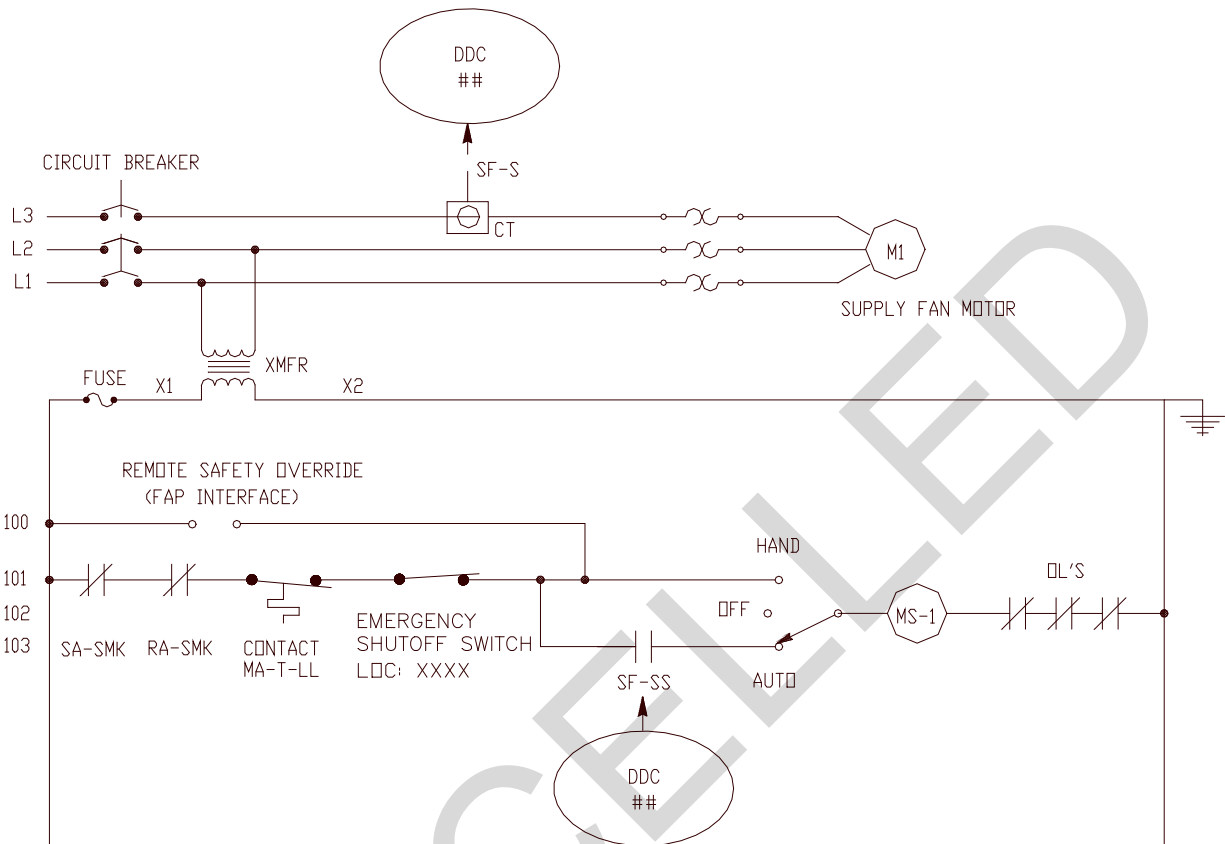 DDC
##
SF-S
CIRCUIT BREAKER
L3
CT
L2
M1
L1
SUPPLY FAN MOTOR
XMFR
FUSE
X1
X2
REMOTE SAFETY OVERRIDE
(FAP INTERFACE)
100
HAND
101
OL'S
102
OFF
MS-1
103
SA-SMK
RA-SMK
CONTACT
MA-T-LL
EMERGENCY
SHUTOFF SWITCH
LOC: XXXX
SF-SS
AUTO
DDC
##
CELLED